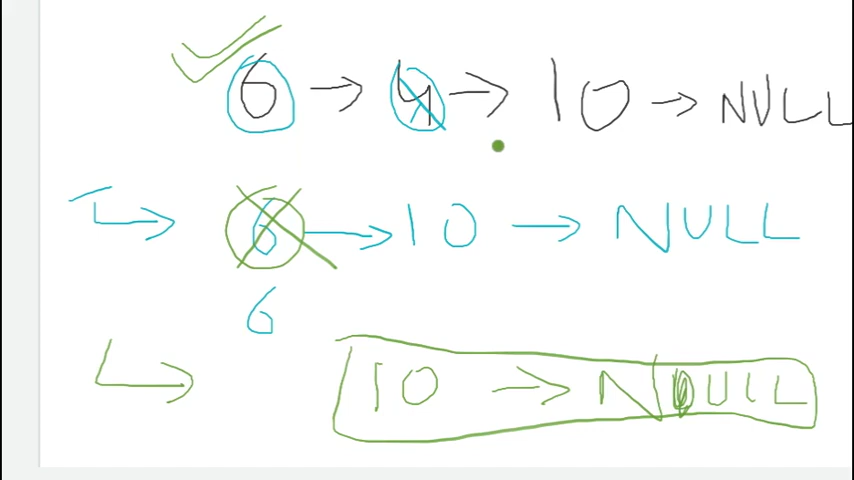 6 → 4 → 10 → NULL
6 → 10 → NULL
6
10 → NULL